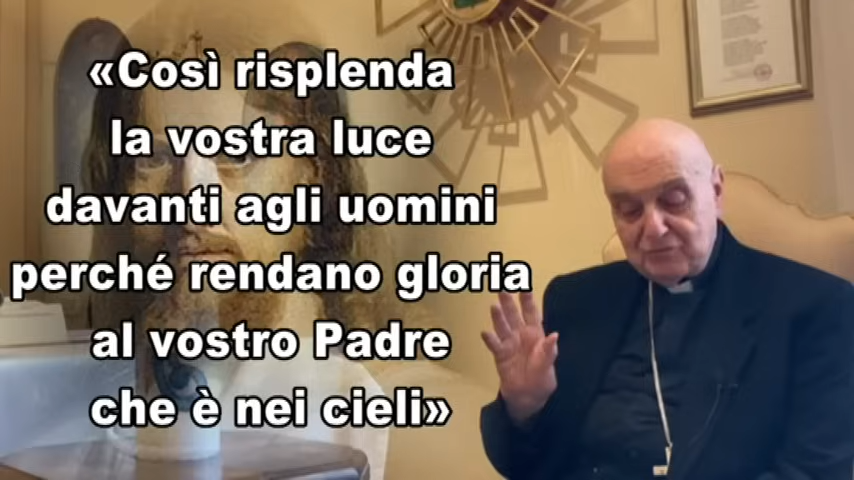 «Così risplenda
la vostra luce
davanti agli uomini
perché rendano gloria
al vostro Padre
che è nei cieli»